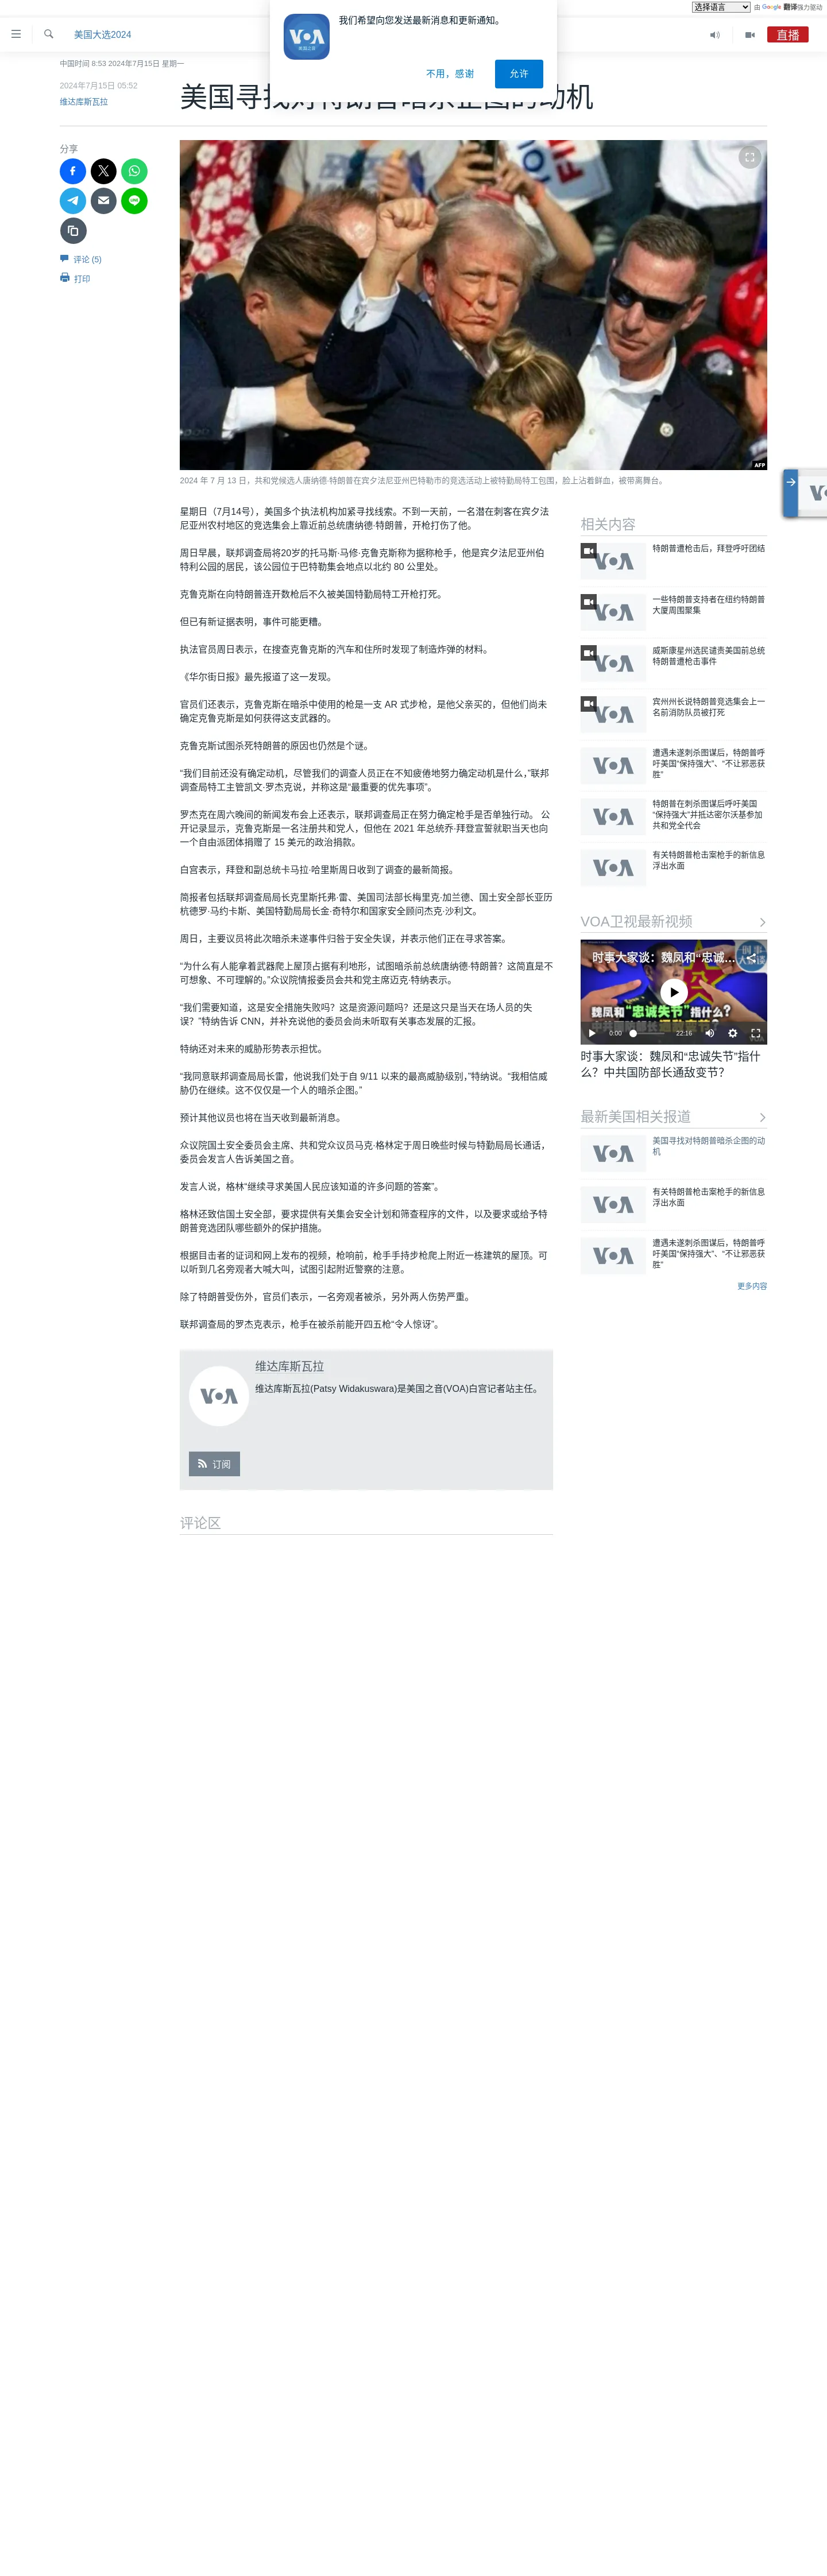 选择语言 由 Google 翻译强力驱动
美国大选2024
直播
VOA
美国之音
我们希望向您发送最新消息和更新通知。
不用，感谢
允许
中国时间 8:53 2024年7月15日 星期一
2024年7月15日 05:52
维达库斯瓦拉
美国寻找对特朗普暗杀企图的动机
分享
评论 (5)
打印
AFP
2024 年 7 月 13 日，共和党候选人唐纳德·特朗普在宾夕法尼亚州巴特勒市的竞选活动上被特勤局特工包围，脸上沾着鲜血，被带离舞台。
星期日（7月14号），美国多个执法机构加紧寻找线索。不到一天前，一名潜在刺客在宾夕法
尼亚州农村地区的竞选集会上靠近前总统唐纳德·特朗普，开枪打伤了他。
周日早晨，联邦调查局将20岁的托马斯·马修·克鲁克斯称为据称枪手，他是宾夕法尼亚州伯
特利公园的居民，该公园位于巴特勒集会地点以北约 80 公里处。
克鲁克斯在向特朗普连开数枪后不久被美国特勤局特工开枪打死。
但已有新证据表明，事件可能更糟。
执法官员周日表示，在搜查克鲁克斯的汽车和住所时发现了制造炸弹的材料。
《华尔街日报》最先报道了这一发现。
官员们还表示，克鲁克斯在暗杀中使用的枪是一支 AR 式步枪，是他父亲买的，但他们尚未
确定克鲁克斯是如何获得这支武器的。
克鲁克斯试图杀死特朗普的原因也仍然是个谜。
“我们目前还没有确定动机，尽管我们的调查人员正在不知疲倦地努力确定动机是什么，”联邦
调查局特工主管凯文·罗杰克说，并称这是“最重要的优先事项”。
罗杰克在周六晚间的新闻发布会上还表示，联邦调查局正在努力确定枪手是否单独行动。 公
开记录显示，克鲁克斯是一名注册共和党人，但他在 2021 年总统乔·拜登宣誓就职当天也向
一个自由派团体捐赠了 15 美元的政治捐款。
白宫表示，拜登和副总统卡马拉·哈里斯周日收到了调查的最新简报。
简报者包括联邦调查局局长克里斯托弗·雷、美国司法部长梅里克·加兰德、国土安全部长亚历
杭德罗·马约卡斯、美国特勤局局长金·奇特尔和国家安全顾问杰克·沙利文。
周日，主要议员将此次暗杀未遂事件归咎于安全失误，并表示他们正在寻求答案。
“为什么有人能拿着武器爬上屋顶占据有利地形，试图暗杀前总统唐纳德·特朗普？这简直是不
可想象、不可理解的。”众议院情报委员会共和党主席迈克·特纳表示。
“我们需要知道，这是安全措施失败吗？这是资源问题吗？还是这只是当天在场人员的失
误？”特纳告诉 CNN，并补充说他的委员会尚未听取有关事态发展的汇报。
特纳还对未来的威胁形势表示担忧。
“我同意联邦调查局局长雷，他说我们处于自 9/11 以来的最高威胁级别，”特纳说。“我相信威
胁仍在继续。这不仅仅是一个人的暗杀企图。”
预计其他议员也将在当天收到最新消息。
众议院国土安全委员会主席、共和党众议员马克·格林定于周日晚些时候与特勤局局长通话，
委员会发言人告诉美国之音。
发言人说，格林“继续寻求美国人民应该知道的许多问题的答案”。
格林还致信国土安全部，要求提供有关集会安全计划和筛查程序的文件，以及要求或给予特
朗普竞选团队哪些额外的保护措施。
根据目击者的证词和网上发布的视频，枪响前，枪手手持步枪爬上附近一栋建筑的屋顶。可
以听到几名旁观者大喊大叫，试图引起附近警察的注意。
除了特朗普受伤外，官员们表示，一名旁观者被杀，另外两人伤势严重。
联邦调查局的罗杰克表示，枪手在被杀前能开四五枪“令人惊讶”。
VOA
维达库斯瓦拉
维达库斯瓦拉(Patsy Widakuswara)是美国之音(VOA)白宫记者站主任。
订阅
评论区
相关内容
VOA
特朗普遭枪击后，拜登呼吁团结
VOA
一些特朗普支持者在纽约特朗普
大厦周围聚集
VOA
威斯康星州选民谴责美国前总统
特朗普遭枪击事件
VOA
宾州州长说特朗普竞选集会上一
名前消防队员被打死
VOA
遭遇未遂刺杀图谋后，特朗普呼
吁美国“保持强大”、“不让邪恶获
胜”
VOA
特朗普在刺杀图谋后呼吁美国
“保持强大”并抵达密尔沃基参加
共和党全代会
VOA
有关特朗普枪击案枪手的新信息
浮出水面
VOA卫视最新视频
时事大家谈：魏凤和“忠诚...
魏凤和“忠诚失节”指什么？
0:00
22:16
时事大家谈：魏凤和“忠诚失节”指什
么？中共国防部长通敌变节？
最新美国相关报道
VOA
美国寻找对特朗普暗杀企图的动
机
VOA
有关特朗普枪击案枪手的新信息
浮出水面
VOA
遭遇未遂刺杀图谋后，特朗普呼
吁美国“保持强大”、“不让邪恶获
胜”
更多内容